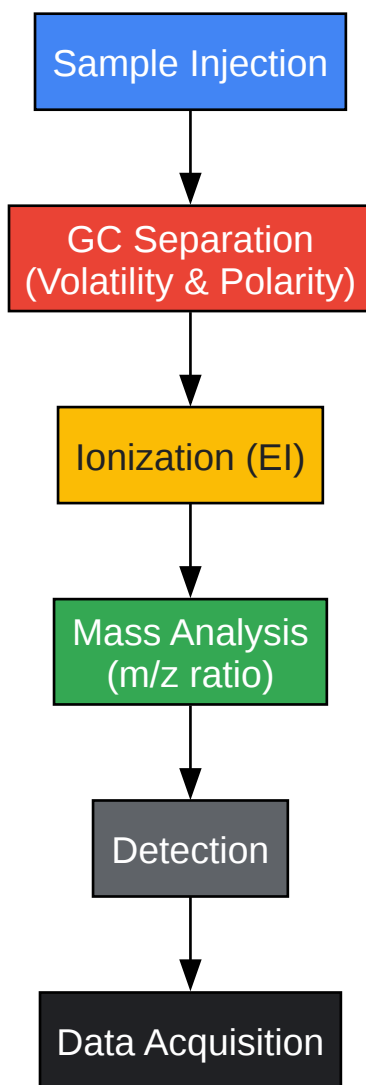 Sample Injection
GC Separation
(Volatility & Polarity)
Ionization (EI)
Mass Analysis
(m/z ratio)
Detection
Data Acquisition